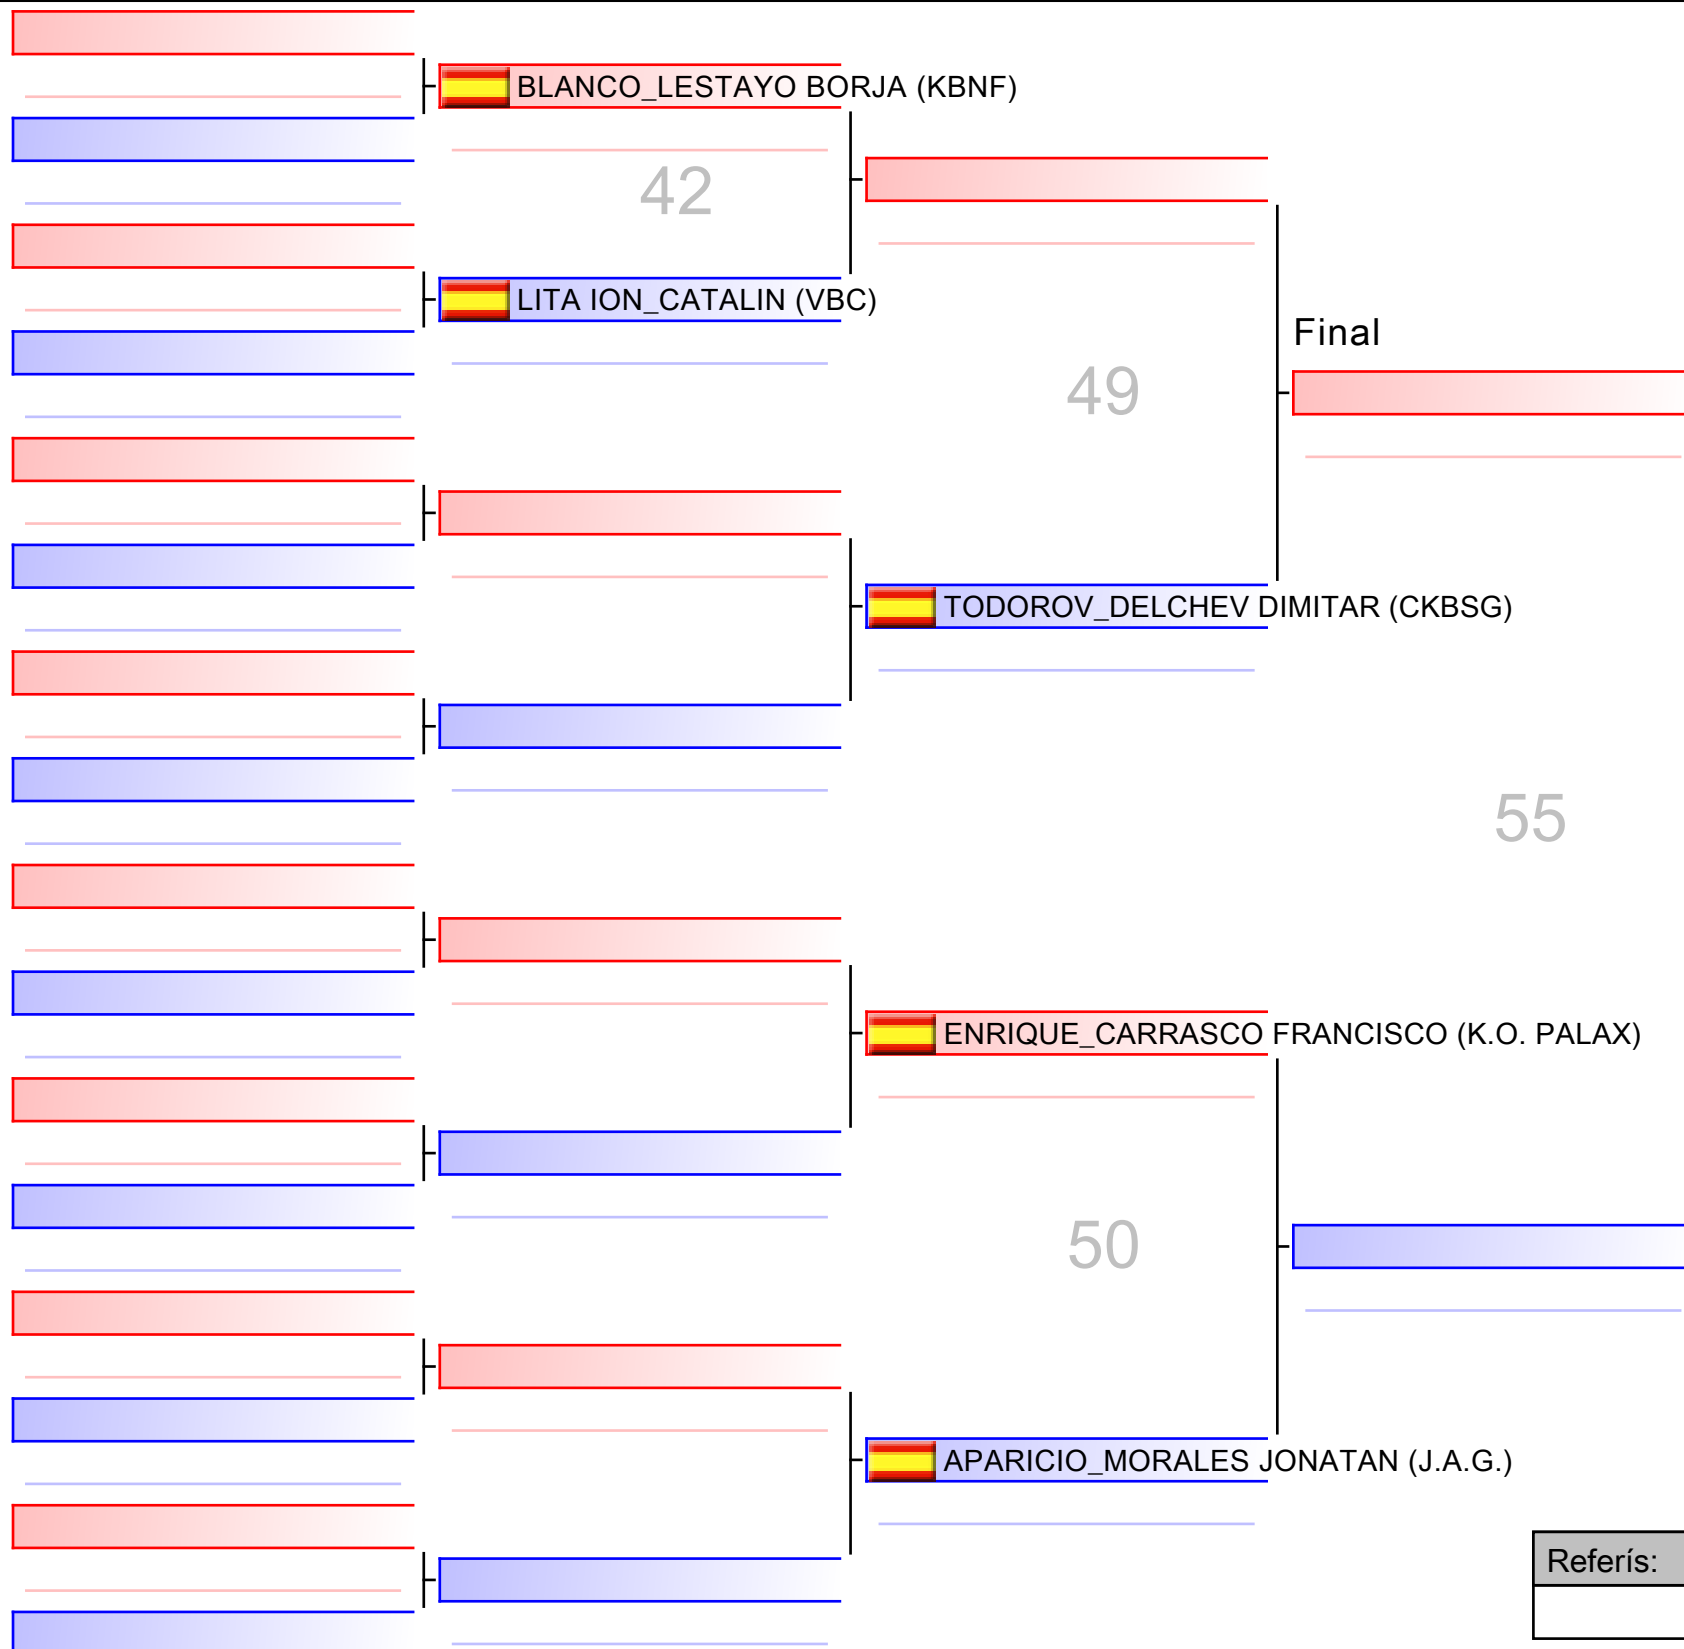 BLANCO_LESTAYO BORJA (KBNF)
42
LITA ION_CATALIN (VBC)
Final
49
TODOROV_DELCHEV DIMITAR (CKBSG)
55
ENRIQUE_CARRASCO FRANCISCO (K.O. PALAX)
50
APARICIO_MORALES JONATAN (J.A.G.)
Referís: